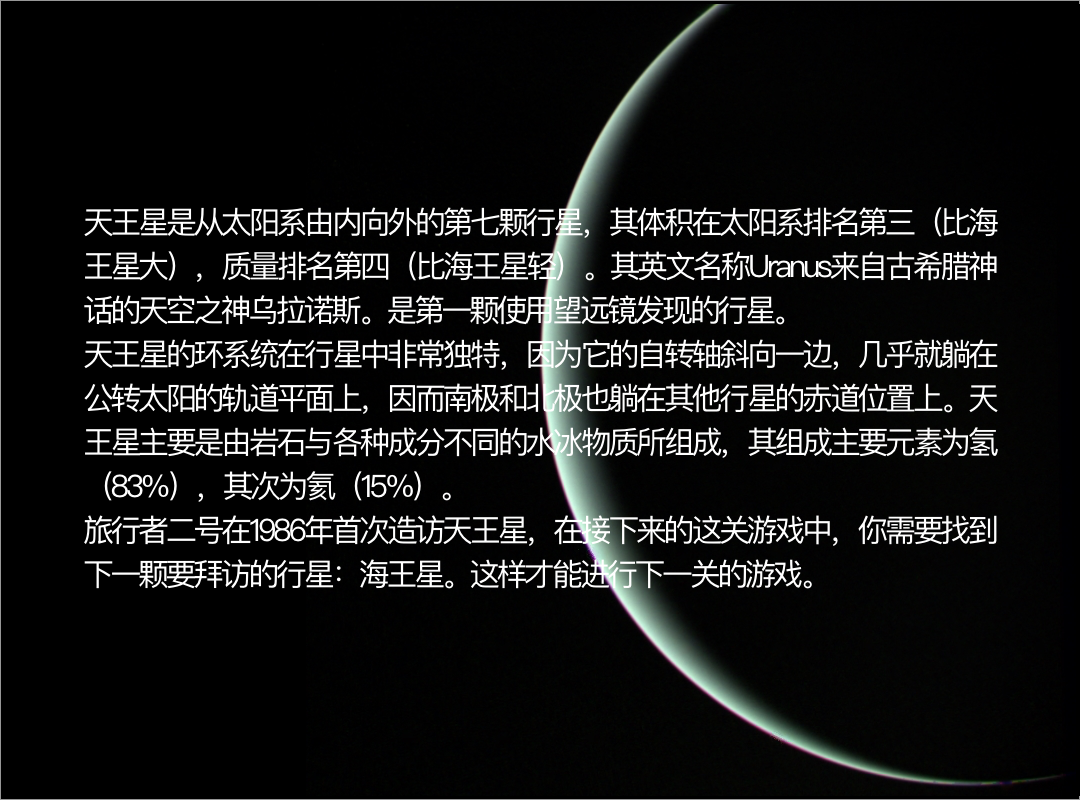 天王星是从太阳系由内向外的第七颗行星，其体积在太阳系排名第三（比海
王星大），质量排名第四（比海王星轻）。其英文名称Uranus来自古希腊神
话的天空之神乌拉诺斯。是第一颗使用望远镜发现的行星。
天王星的环系统在行星中非常独特，因为它的自转轴斜向一边，几乎就躺在
公转太阳的轨道平面上，因而南极和北极也躺在其他行星的赤道位置上。天
王星主要是由岩石与各种成分不同的水冰物质所组成，其组成主要元素为氢
（83%），其次为氦（15%）。
旅行者二号在1986年首次造访天王星，在接下来的这关游戏中，你需要找到
下一颗要拜访的行星：海王星。这样才能进行下一关的游戏。